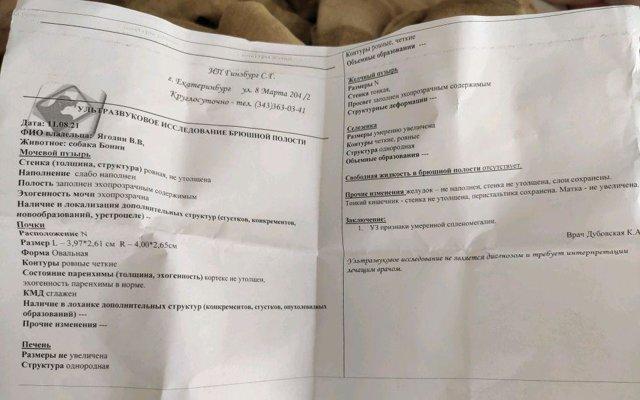 ИП Гинзбург С.Г.
г. Екатеринбург ул. 8 Марта 204/2
Круглосуточно - тел. (343)363-03-41
УЛЬТРАЗВУКОВОЕ ИССЛЕДОВАНИЕ БРЮШНОЙ ПОЛОСТИ
Дата: 11.08.21
ФИО владельца: Ягодин В.В,
Животное: собака Бонни
Мочевой пузырь
Стенка (толщина, структура) ровная, не утолщена
Наполнение слабо наполнен
Полость заполнен эхопрозрачным содержимым
Эхогенность мочи эхопрозрачна
Наличие и локализация дополнительных структур (сгустков, конкрементов,
новообразований, уретроцеле) --
Почки
Расположение N
Размер L – 3,97*2,61 см R – 4,00*2,65см
Форма Овальная
Контуры ровные четкие
Состояние паренхимы (толщина, эхогенность) кортекс не утолщен,
эхогенность паренхимы в норме.
КМД сглажен
Наличие в лоханке дополнительных структур (конкрементов, сгустков, опухолевидных
образований) ---
Прочие изменения ---
Печень
Размеры не увеличена
Структура однородная
Контуры ровные, четкие
Объемные образования ---
Желчный пузырь
Размеры N
Стенка тонкая,
Просвет заполнен эхопрозрачным содержимым
Структурные деформации ---
Селезенка
Размеры умеренно увеличена
Контуры четкие, ровные
Структура однородная
Объемные образования ---
Свободная жидкость в брюшной полости отсутствует.
Прочие изменения желудок – не наполнен, стенка не утолщена, слои сохранены.
Тонкий кишечник - стенка не утолщена, перистальтика сохранена. Матка - не увеличена
Заключение:
1. УЗ признаки умеренной спленомегалии.
Врач Дубовская К.А
Ультразвуковое исследование не является диагнозом и требует интерпретации
лечащим врачом.